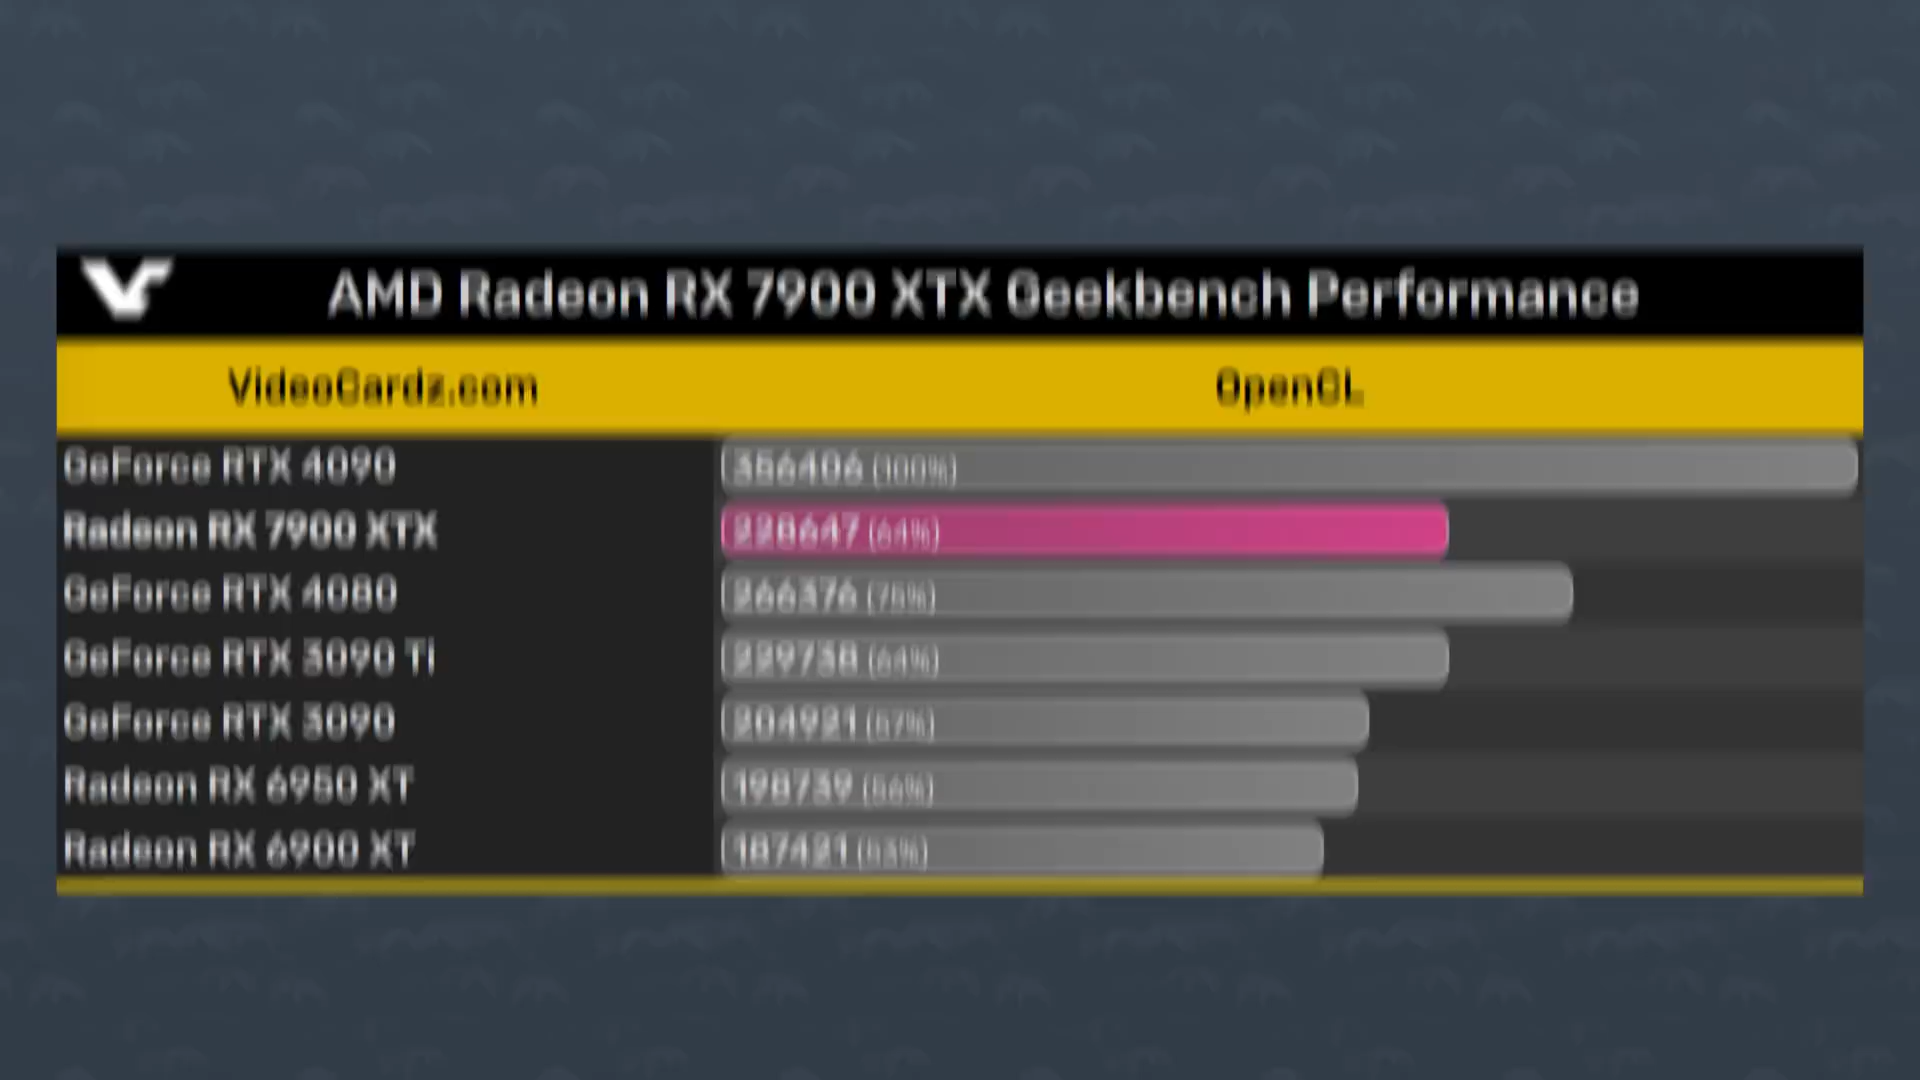 AMD Radeon RX 7900 XTX Geekbench Performance
VideoCardz.com OpenCL
GeForce RTX 4090 356406 (100%)
Radeon RX 7900 XTX 228647 (64%)
GeForce RTX 4080 266376 (75%)
GeForce RTX 3090 Ti 229738 (64%)
GeForce RTX 3090 204921 (57%)
Radeon RX 6950 XT 198739 (56%)
Radeon RX 6900 XT 187421 (53%)